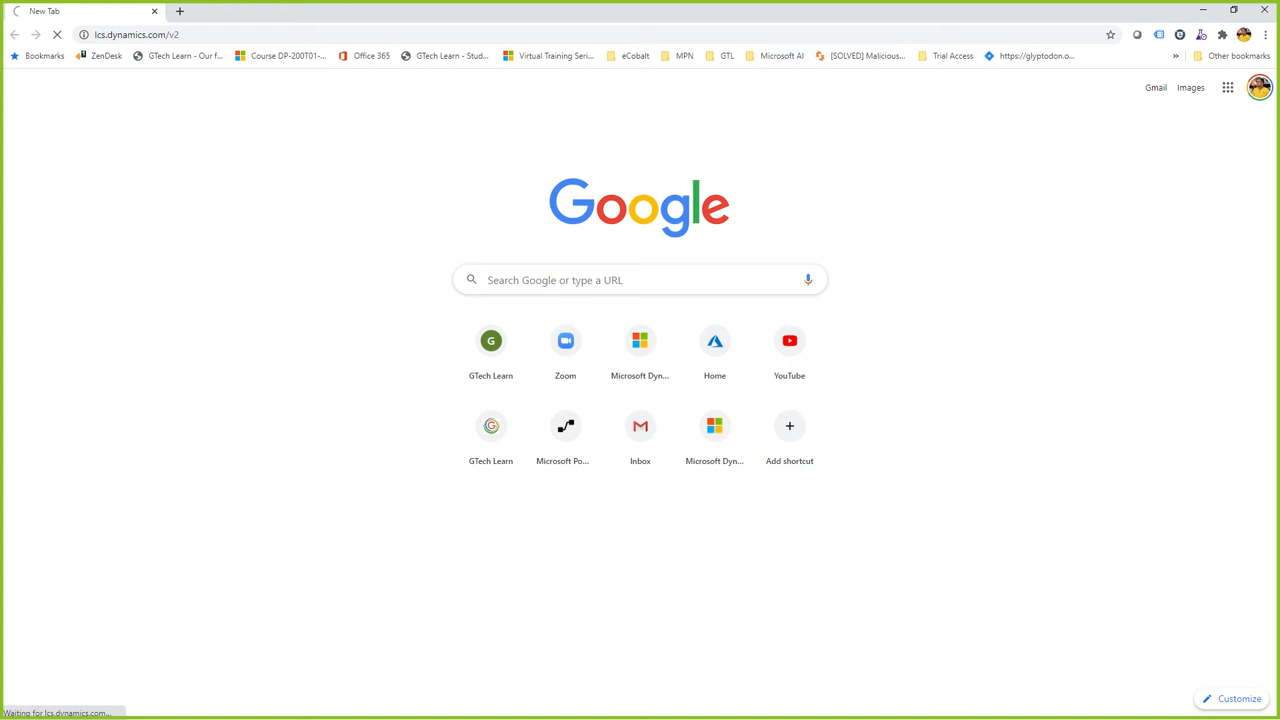 New Tab
lcs.dynamics.com/v2
Bookmarks ZenDesk GTech Learn - Our f... Course DP-200T01-... Office 365 GTech Learn - Stud... Virtual Training Seri... eCobalt MPN GTL Microsoft AI [SOLVED] Malicious... Trial Access https://glyptodon.o... » Other bookmarks
Gmail Images
Google
Search Google or type a URL
G
GTech Learn Zoom Microsoft Dyn... Home YouTube
GTech Learn Microsoft Po... Inbox Microsoft Dyn... Add shortcut
Customize
Waiting for lcs.dynamics.com...